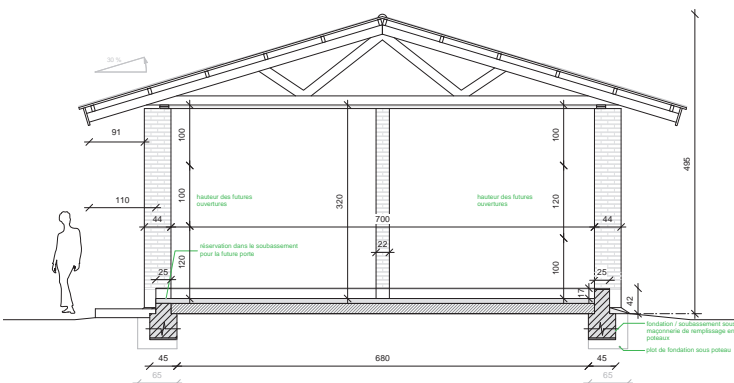 30 %
91
495
100
100
110
100
320
100
120
hauteur des futures
ouvertures
hauteur des futures
ouvertures
44
700
44
22
réservation dans le soubassement
pour la future porte
120
100
25
25
17
42
fondation / soubassement sous
maçonnerie de remplissage en
poteaux
plot de fondation sous poteau
45
680
45
65
65